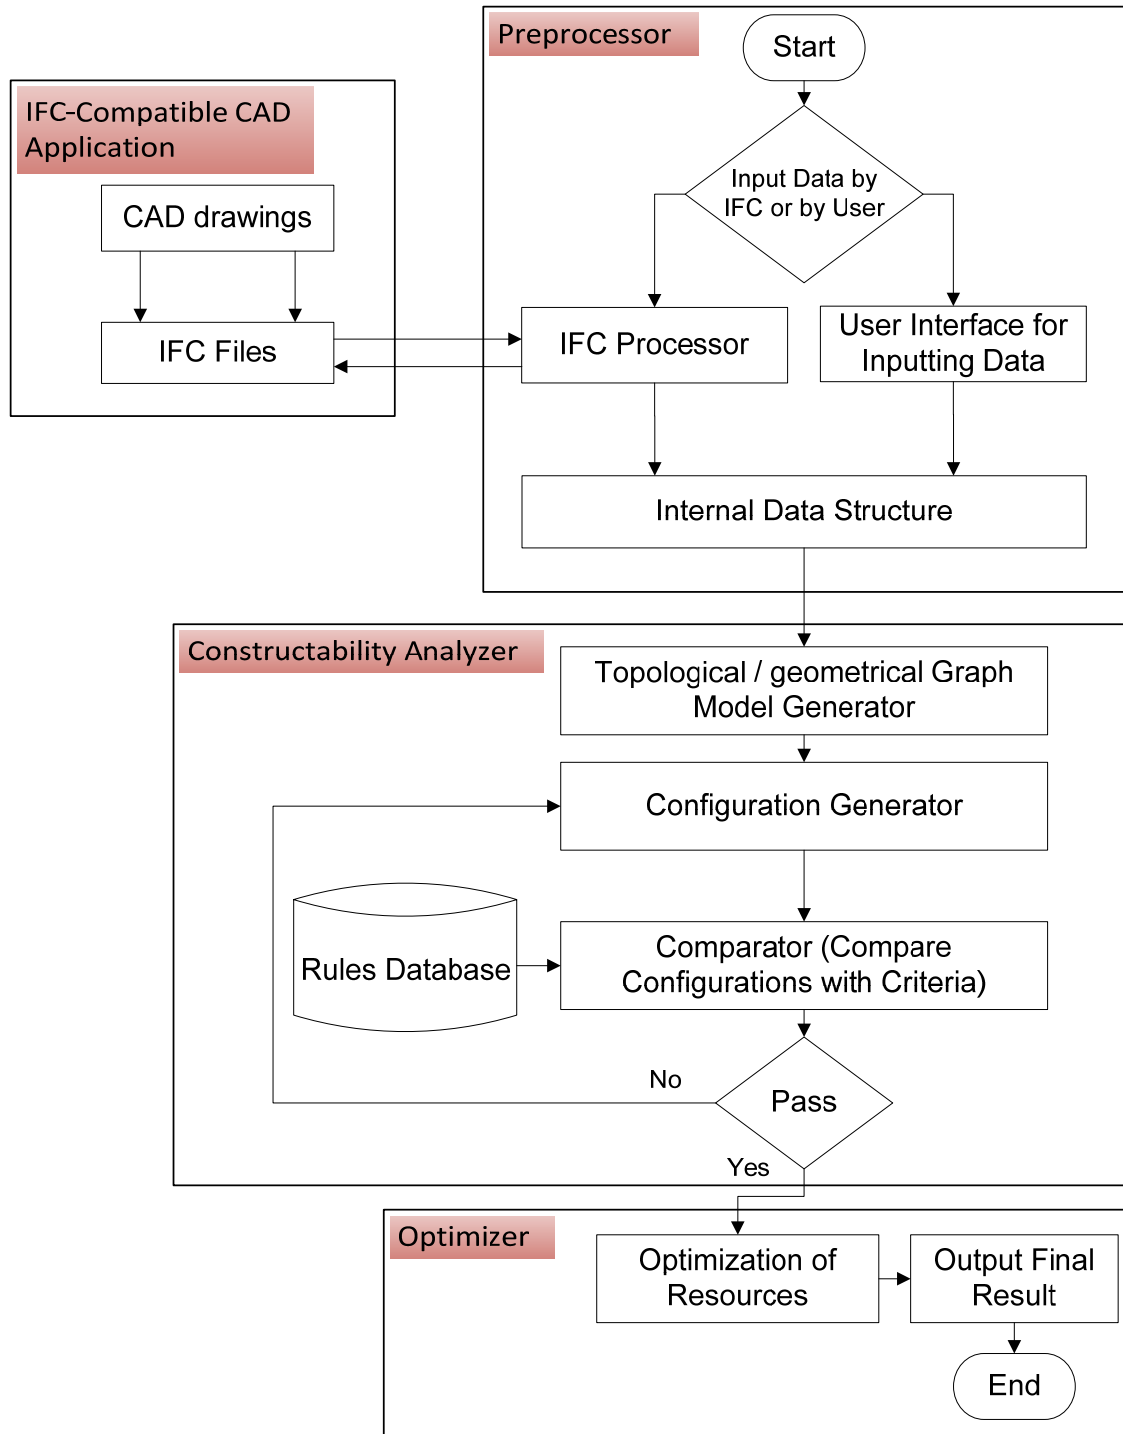 Preprocessor
Start
IFC-Compatible CAD
Application
CAD drawings
IFC Files
Input Data by
IFC or by User
IFC Processor
User Interface for
Inputting Data
Internal Data Structure
Constructability Analyzer
Topological / geometrical Graph
Model Generator
Configuration Generator
Rules Database
Comparator (Compare
Configurations with Criteria)
No
Pass
Yes
Optimizer
Optimization of
Resources
Output Final
Result
End